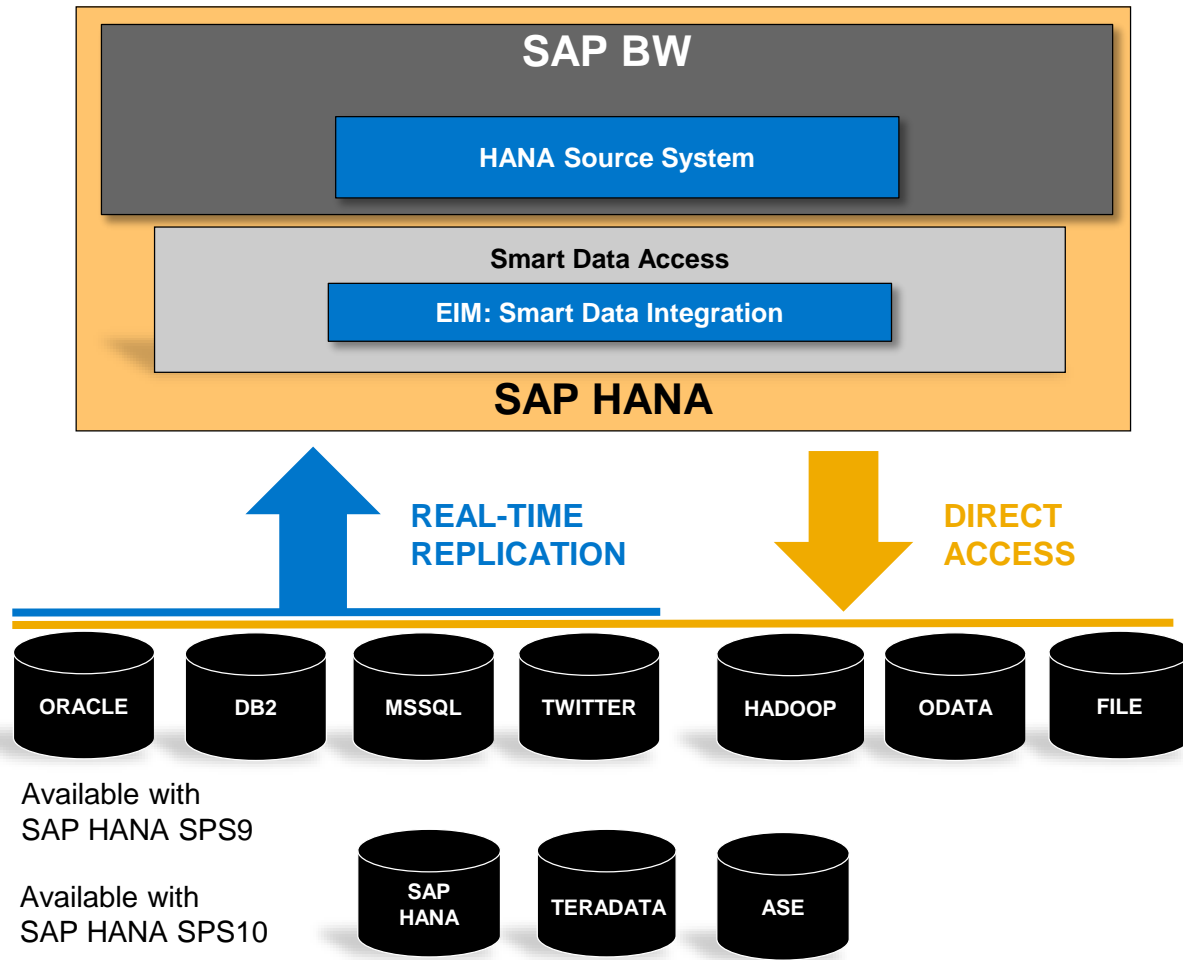 SAP BW
HANA Source System
Smart Data Access
EIM: Smart Data Integration
SAP HANA
REAL-TIME
REPLICATION
DIRECT
ACCESS
ORACLE
DB2
MSSQL
TWITTER
HADOOP
ODATA
FILE
Available with
SAP HANA SPS9
SAP
HANA
TERADATA
ASE
Available with
SAP HANA SPS10